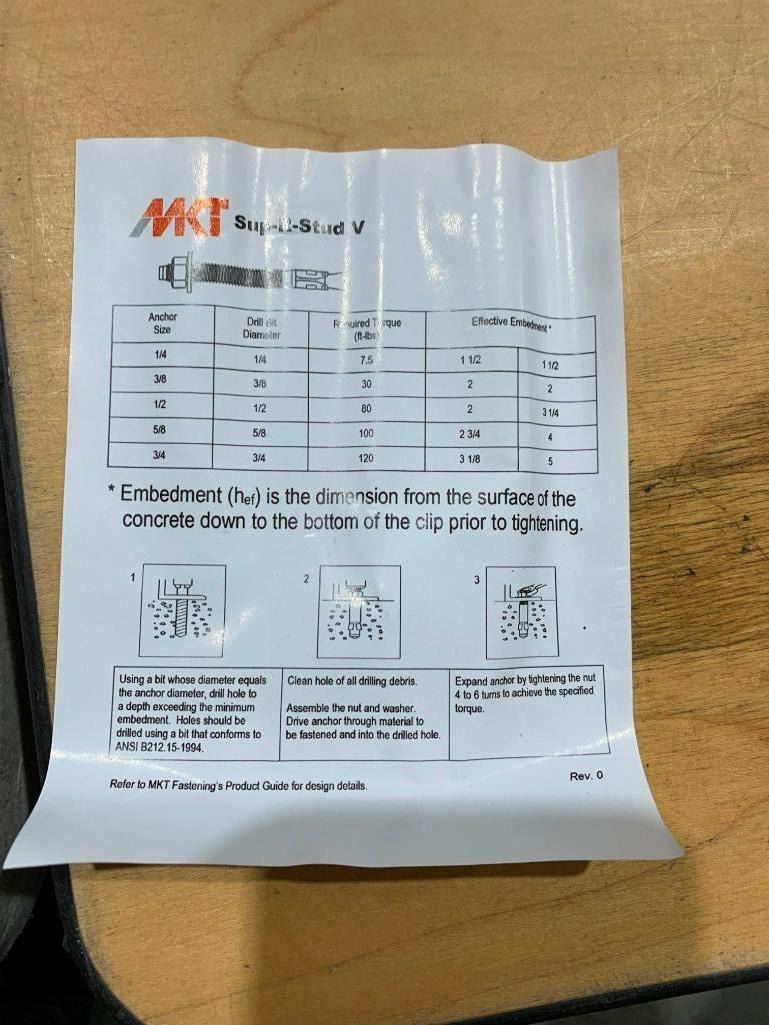 MKT Sup-R-Stud V
Anchor Size Drill Bit Diameter Required Torque (ft-lbs) Effective Embedment*
1/4 1/4 7.5 1 1/2 1 1/2
3/8 3/8 30 2 2
1/2 1/2 80 2 3 1/4
5/8 5/8 100 2 3/4 4
3/4 3/4 120 3 1/8 5
* Embedment (hef) is the dimension from the surface of the
concrete down to the bottom of the clip prior to tightening.
1 2 3
Using a bit whose diameter equals
the anchor diameter, drill hole to
a depth exceeding the minimum
embedment. Holes should be
drilled using a bit that conforms to
ANSI B212.15-1994.
Clean hole of all drilling debris.
Assemble the nut and washer.
Drive anchor through material to
be fastened and into the drilled hole.
Expand anchor by tightening the nut
4 to 6 turns to achieve the specified
torque.
Refer to MKT Fastening's Product Guide for design details.
Rev. 0